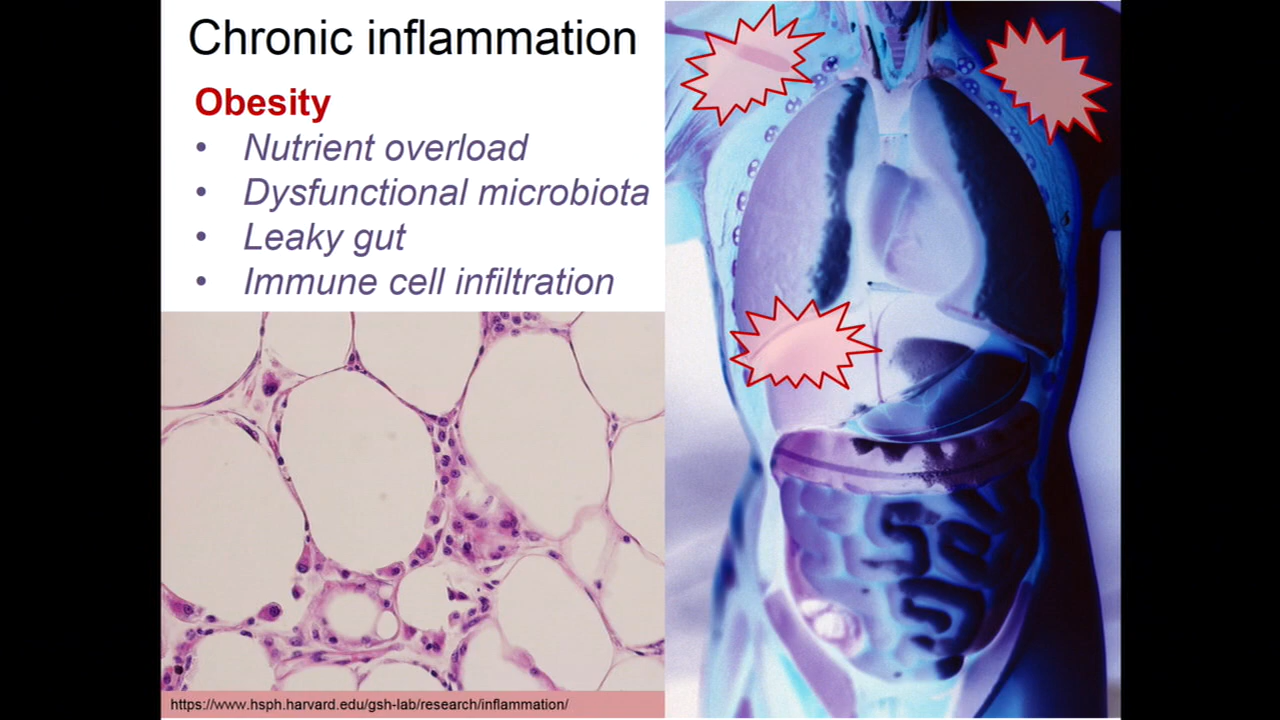 Chronic inflammation
Obesity
• Nutrient overload
• Dysfunctional microbiota
• Leaky gut
• Immune cell infiltration
https://www.hsph.harvard.edu/gsh-lab/research/inflammation/